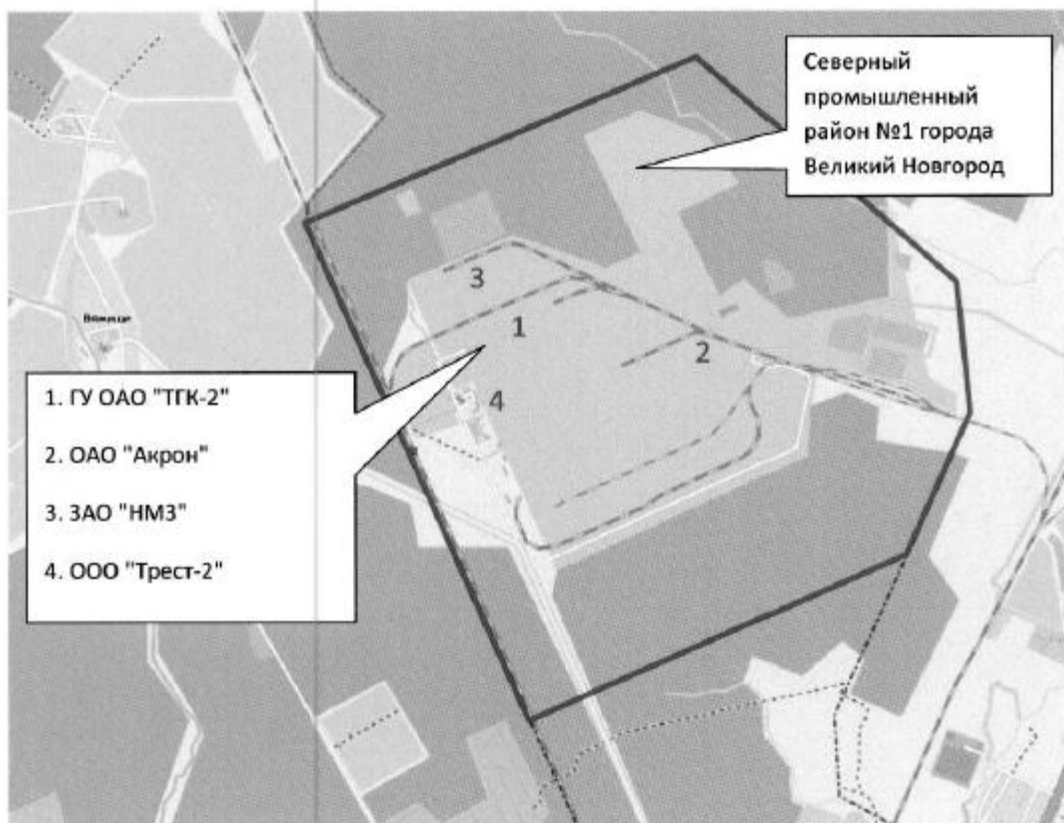 Северный
промышленный
район №1 города
Великий Новгород
3
1
2
4
1. ГУ ОАО "ТГК-2"
2. ОАО "Акрон"
3. ЗАО "НМЗ"
4. ООО "Трест-2"